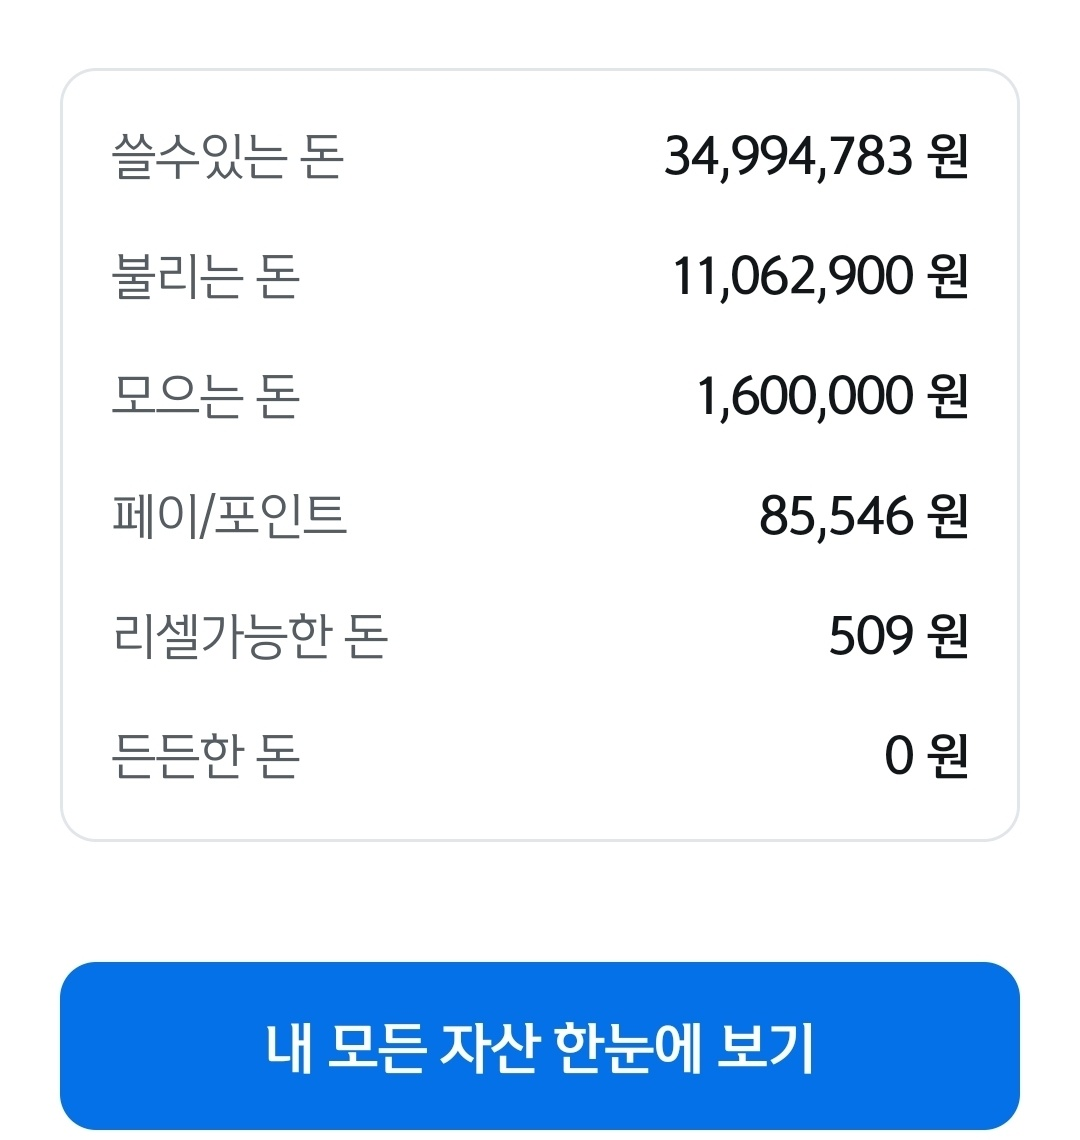 쓸수있는 돈 34,994,783 원
불리는 돈 11,062,900 원
모으는 돈 1,600,000 원
페이/포인트 85,546 원
리셀가능한 돈 509 원
든든한 돈 0 원
내 모든 자산 한눈에 보기